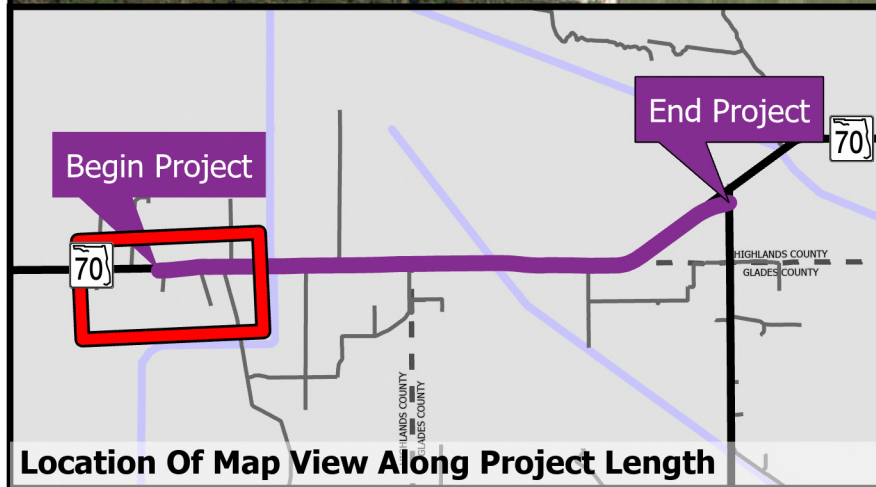 End Project
70
Begin Project
70
HIGHLANDS COUNTY
GLADES COUNTY
HIGHLANDS COUNTY
GLADES COUNTY
Location Of Map View Along Project Length